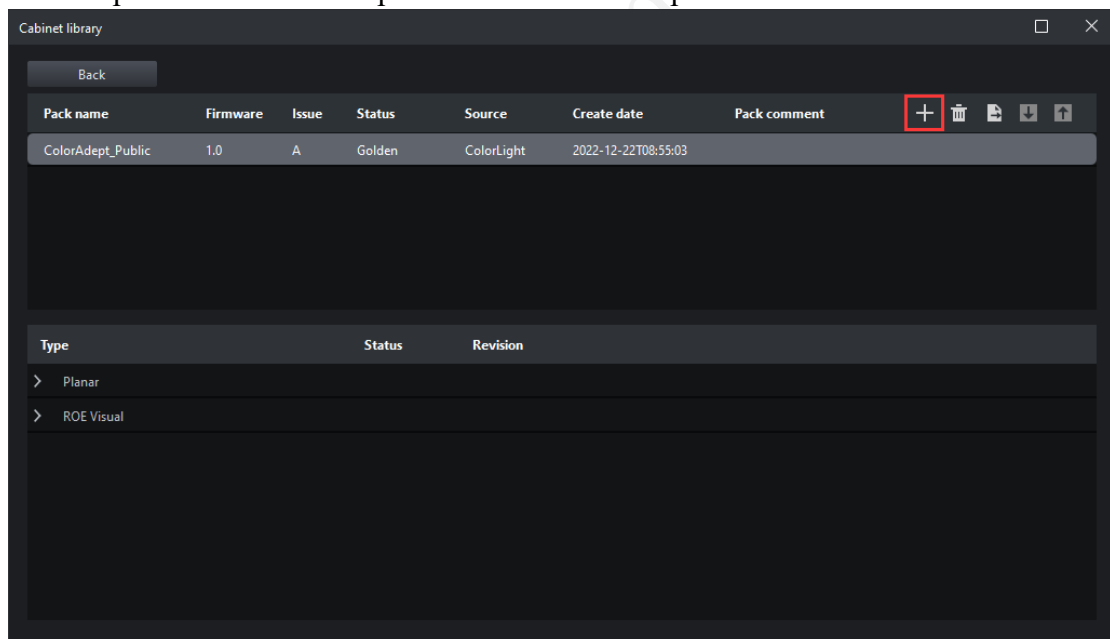 Cabinet library
Back
Pack name Firmware Issue Status Source Create date Pack comment
ColorAdept_Public 1.0 A Golden ColorLight 2022-12-22T08:55:03
Type Status Revision
Planar
ROE Visual